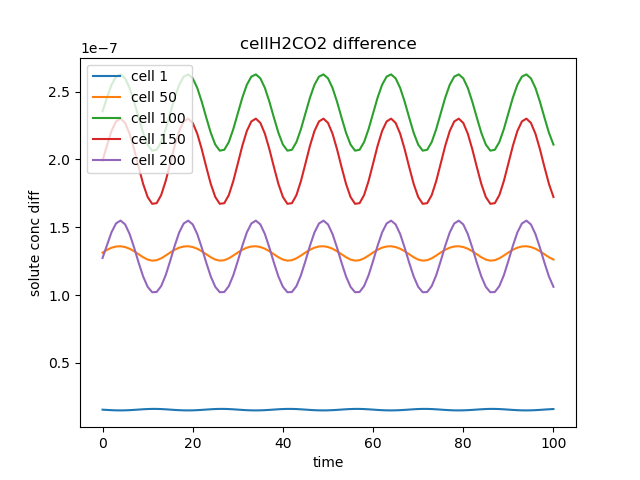 cellH2CO2 difference
1e−7
cell 1
cell 50
cell 100
cell 150
cell 200
solute conc diff
2.5
2.0
1.5
1.0
0.5
0 20 40 60 80 100
time